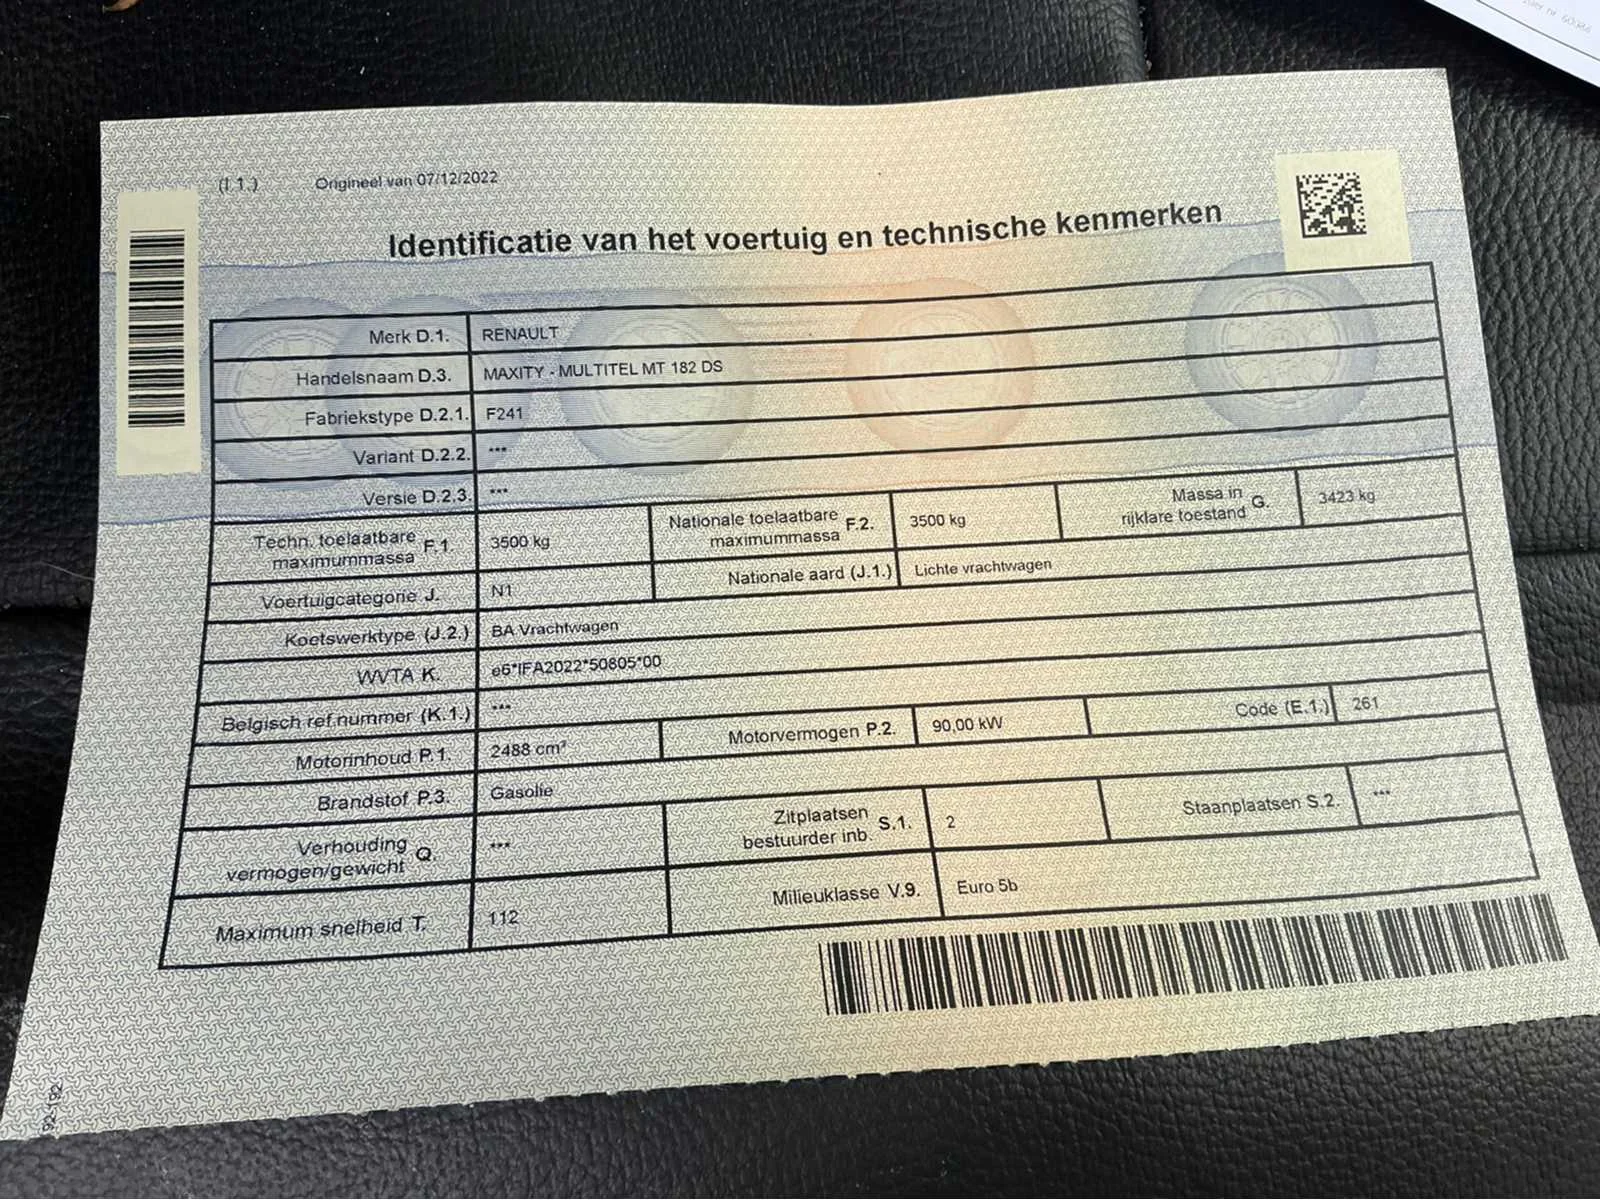 (I.1.) Origineel van 07/12/2022
Identificatie van het voertuig en technische kenmerken
Merk D.1. RENAULT
Handelsnaam D.3. MAXITY - MULTITEL MT 182 DS
Fabriekstype D.2.1. F241
Variant D.2.2. ***
Versie D.2.3. ***
Techn. toelaatbare maximummassa F.1. 3500 kg Nationale toelaatbare maximummassa F.2. 3500 kg Massa in rijklare toestand G. 3423 kg
Voertuigcategorie J. N1 Nationale aard (J.1.) Lichte vrachtwagen
Koetswerktype (J.2.) BA Vrachtwagen
WVTA K. e6*IFA2022*50805*00
Belgisch ref.nummer (K.1.) ***
Motorinhoud P.1. 2488 cm³ Motorvermogen P.2. 90,00 kW Code (E.1.) 261
Brandstof P.3. Gasolie
Verhouding vermogen/gewicht Q. *** Zitplaatsen bestuurder inb. S.1. 2 Staanplaatsen S.2. ***
Maximum snelheid T. 112 Milieuklasse V.9. Euro 5b
92-192